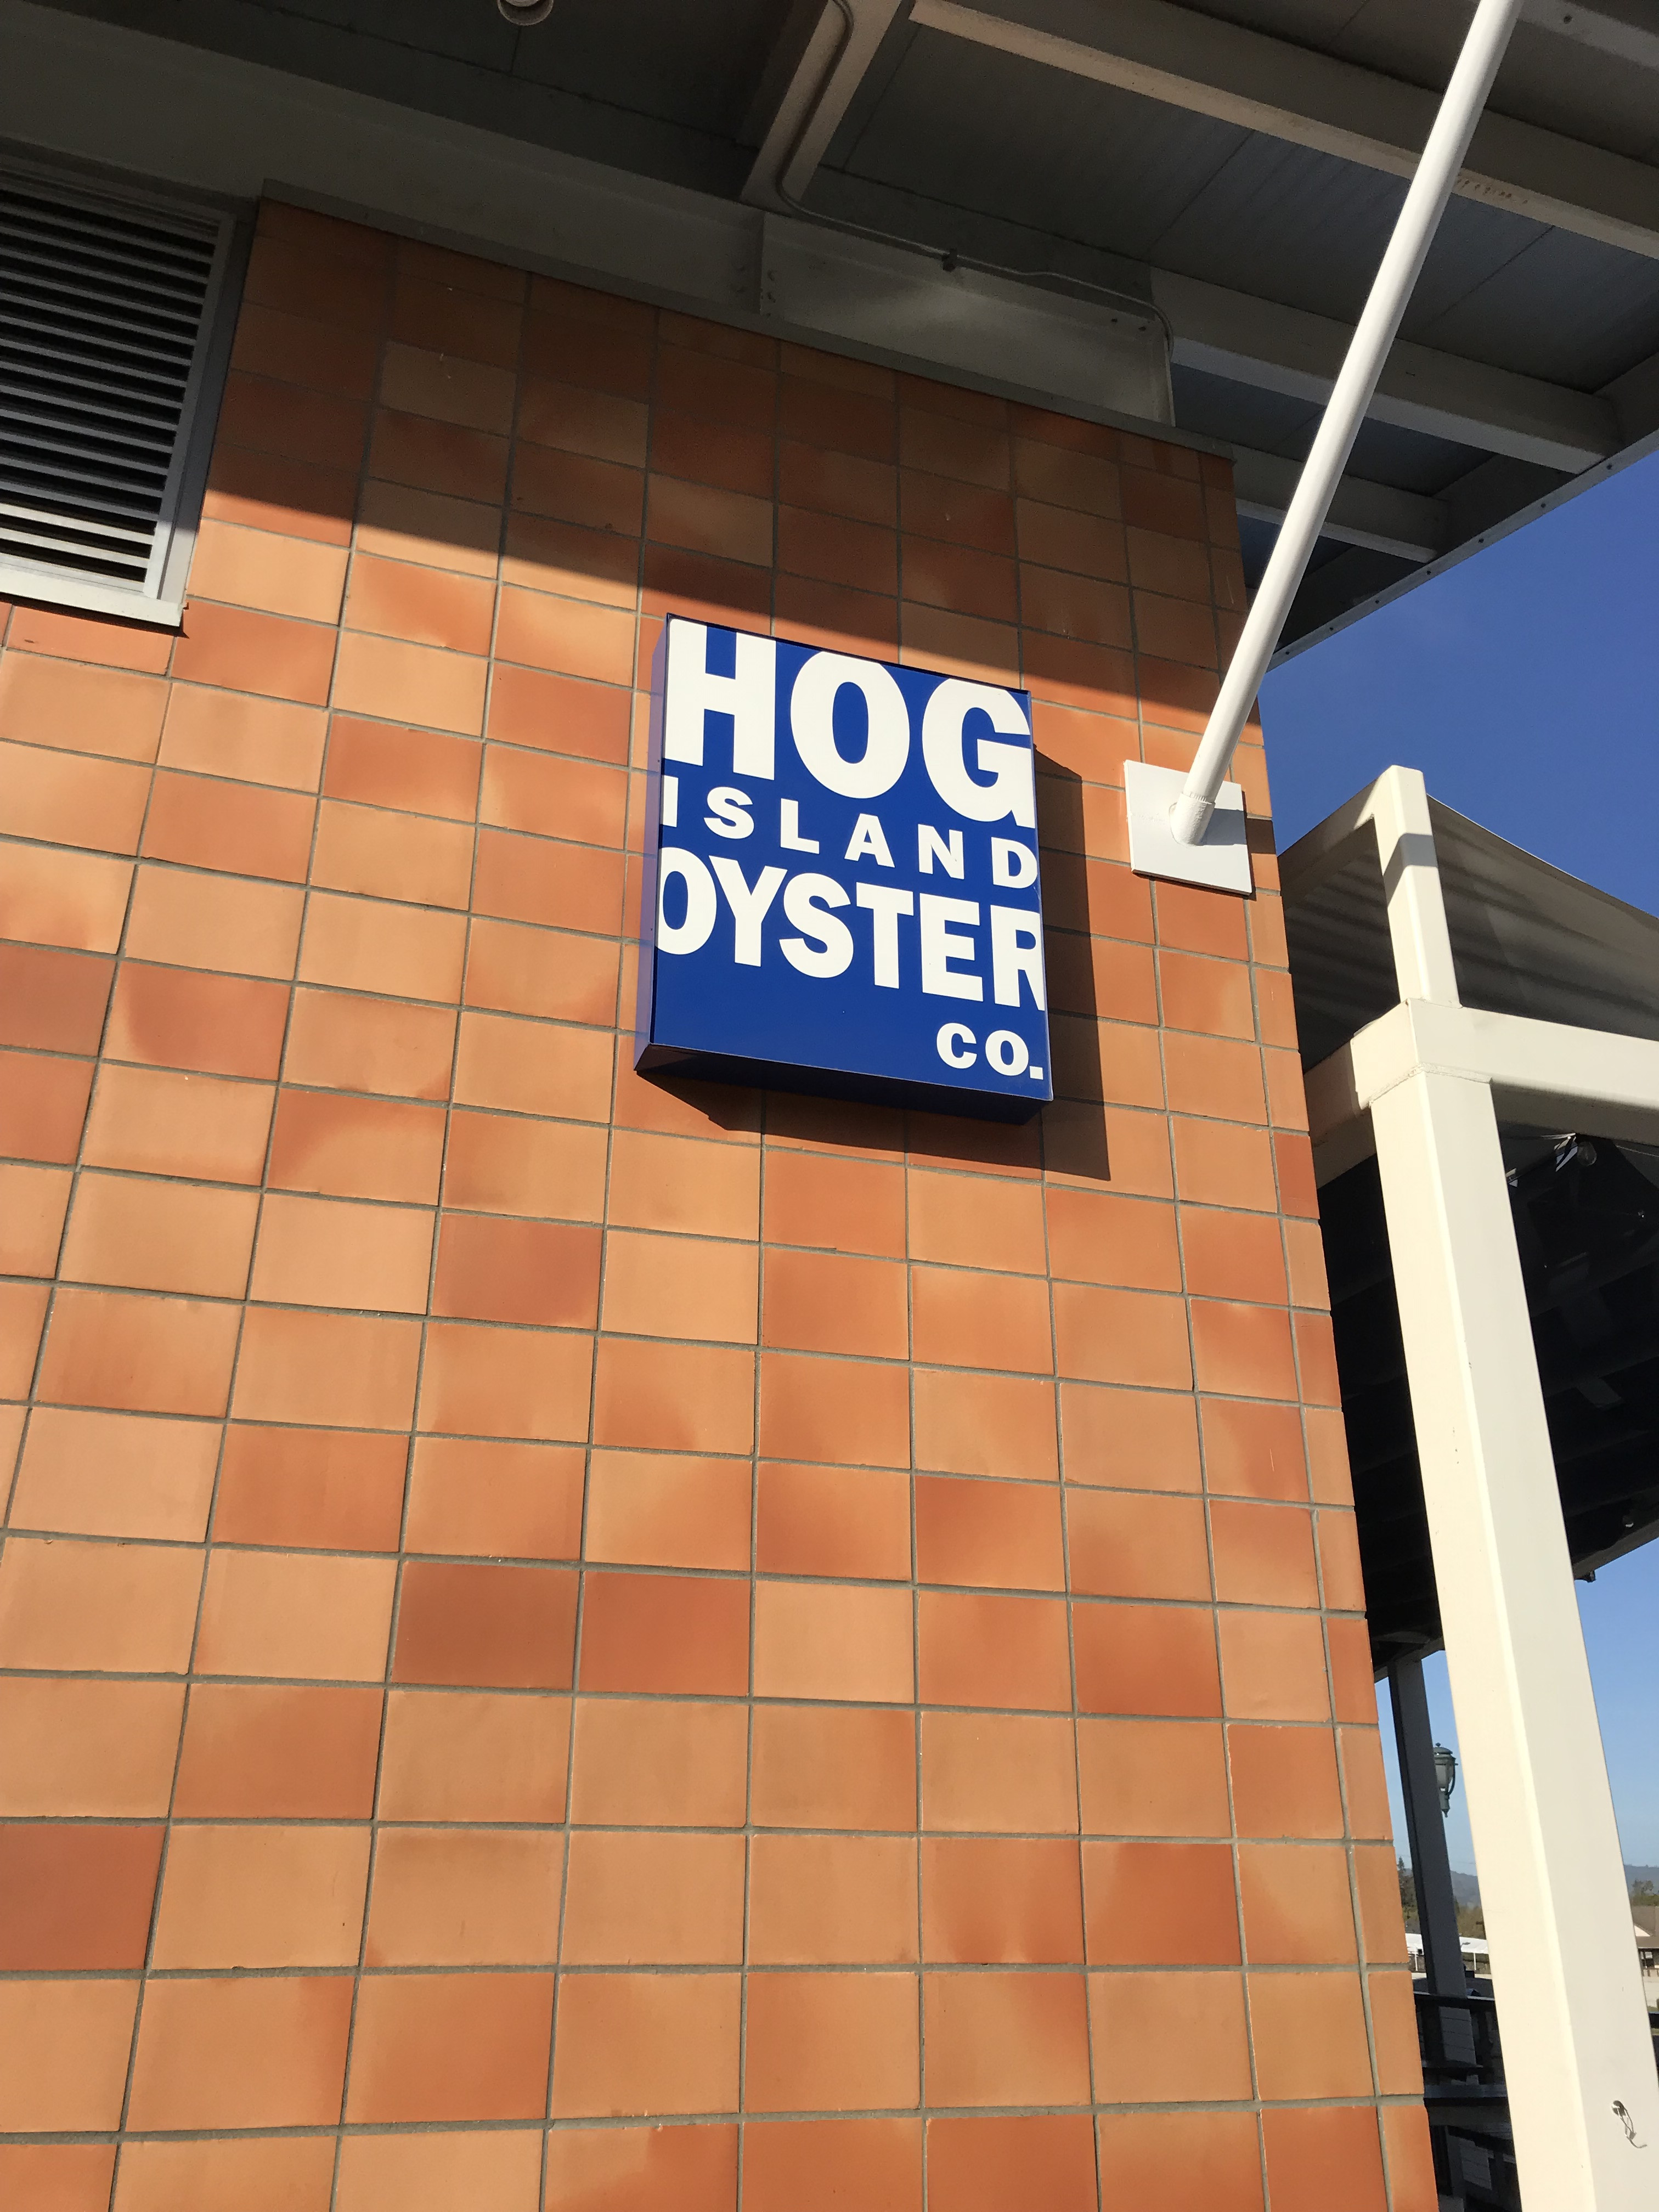 HOG
ISLAND
OYSTER
CO.